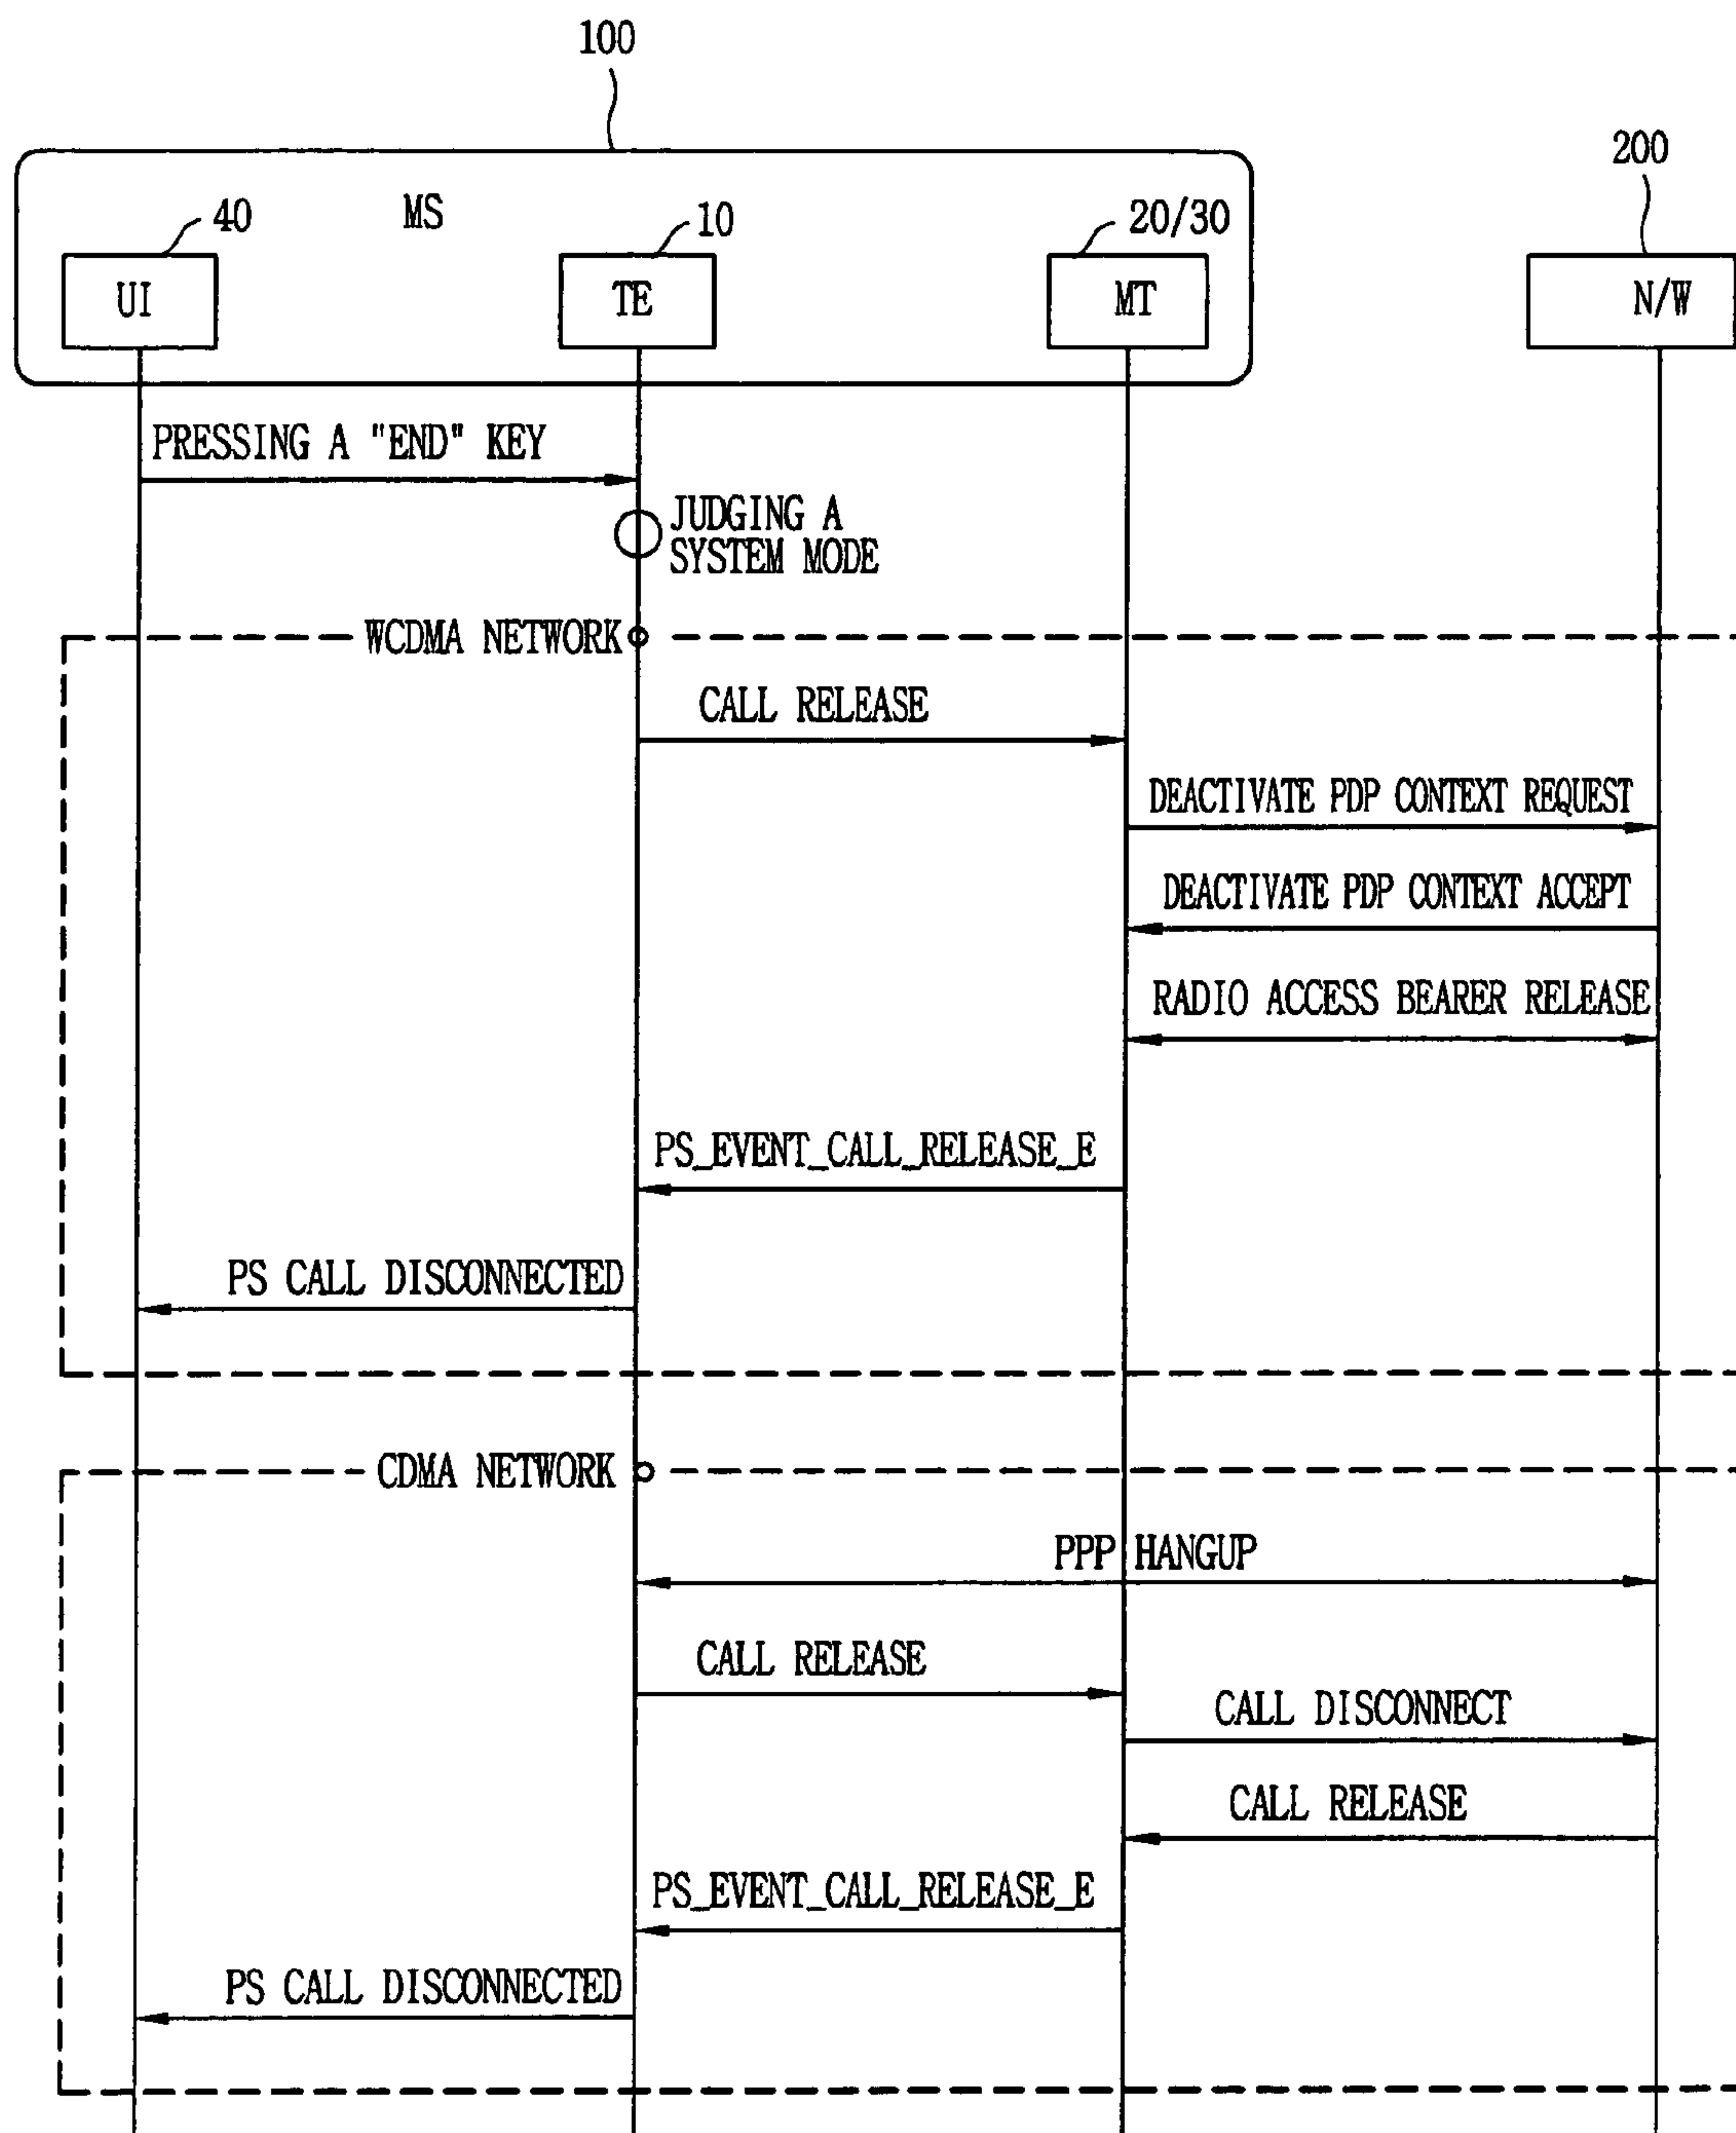 100
200
MS
40
10
20/30
UI
TE
MT
N/W
PRESSING A "END" KEY
JUDGING A
SYSTEM MODE
WCDMA NETWORK
CALL RELEASE
DEACTIVATE PDP CONTEXT REQUEST
DEACTIVATE PDP CONTEXT ACCEPT
RADIO ACCESS BEARER RELEASE
PS_EVENT_CALL_RELEASE_E
PS CALL DISCONNECTED
CDMA NETWORK
PPP HANGUP
CALL RELEASE
CALL DISCONNECT
CALL RELEASE
PS_EVENT_CALL_RELEASE_E
PS CALL DISCONNECTED